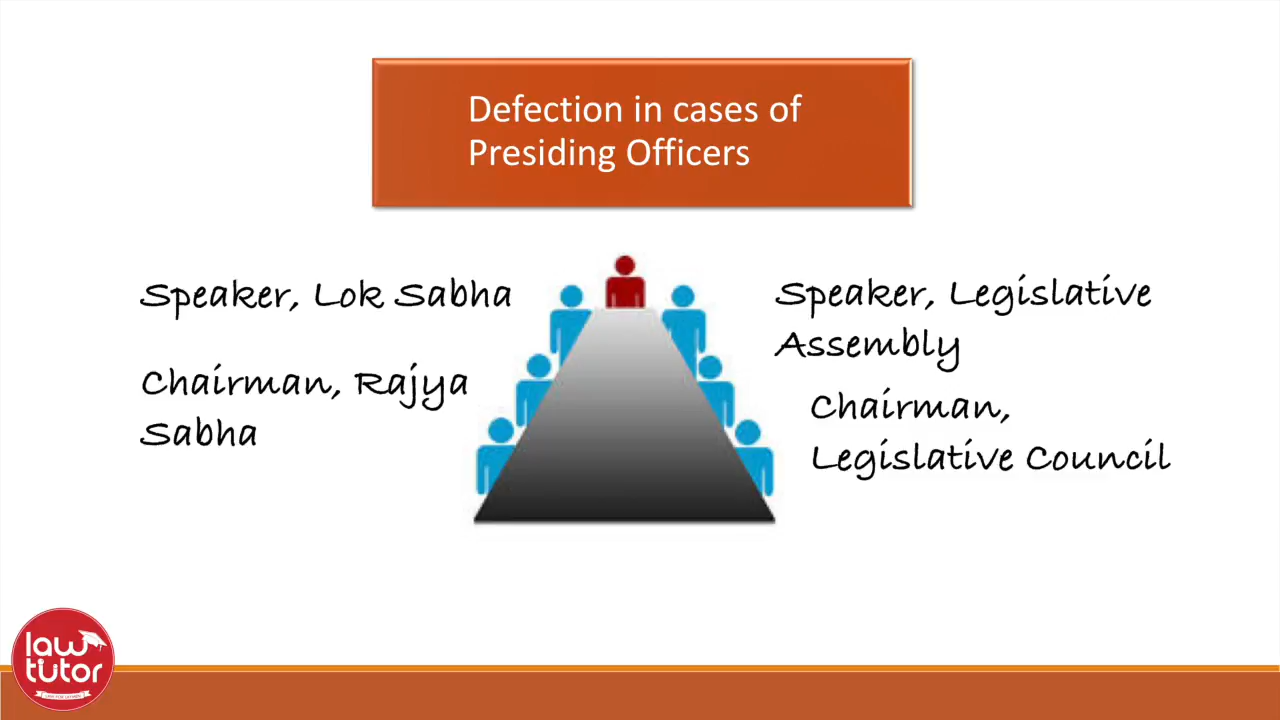 Defection in cases of
Presiding Officers
Speaker, Lok Sabha
Chairman, Rajya
Sabha
Speaker, Legislative
Assembly
Chairman,
Legislative Council
law
tutor